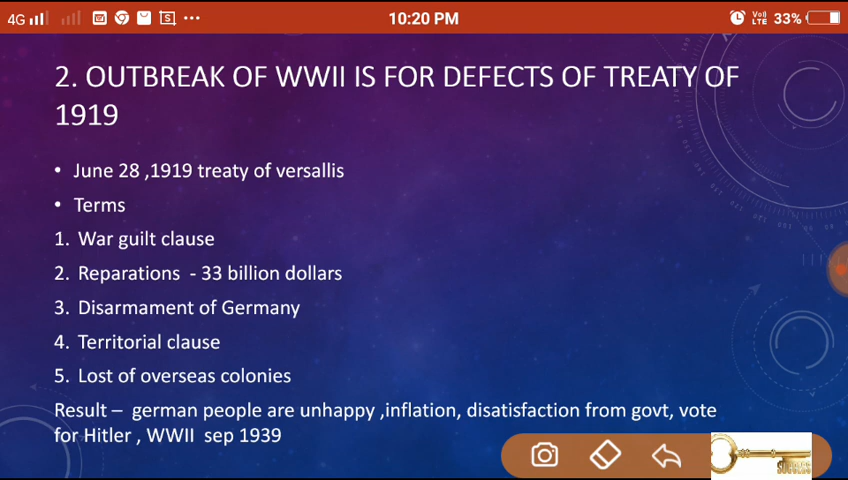 4G
10:20 PM
VoI) LTE 33%
2. OUTBREAK OF WWII IS FOR DEFECTS OF TREATY OF
1919
• June 28 ,1919 treaty of versallis
• Terms
1. War guilt clause
2. Reparations - 33 billion dollars
3. Disarmament of Germany
4. Territorial clause
5. Lost of overseas colonies
Result – german people are unhappy ,inflation, disatisfaction from govt, vote
for Hitler , WWII sep 1939